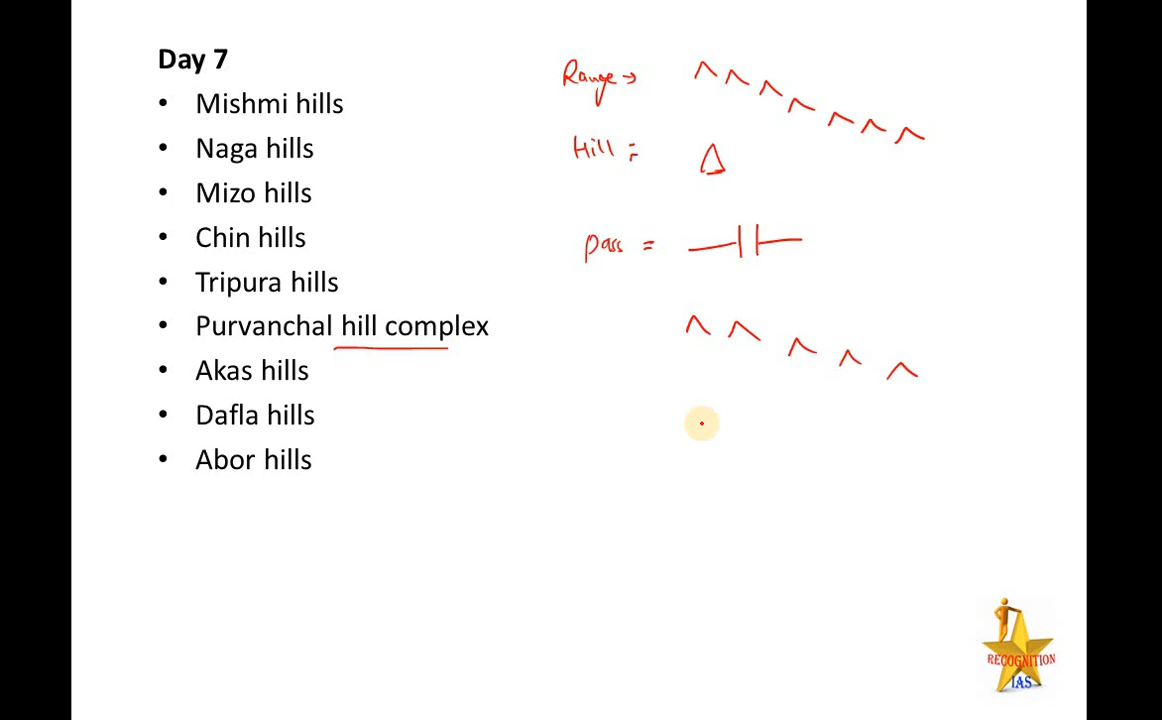 Day 7
• Mishmi hills
• Naga hills
• Mizo hills
• Chin hills
• Tripura hills
• Purvanchal hill complex
• Akas hills
• Dafla hills
• Abor hills
Range →
Hill =
pass =
RECOGNITION
IAS